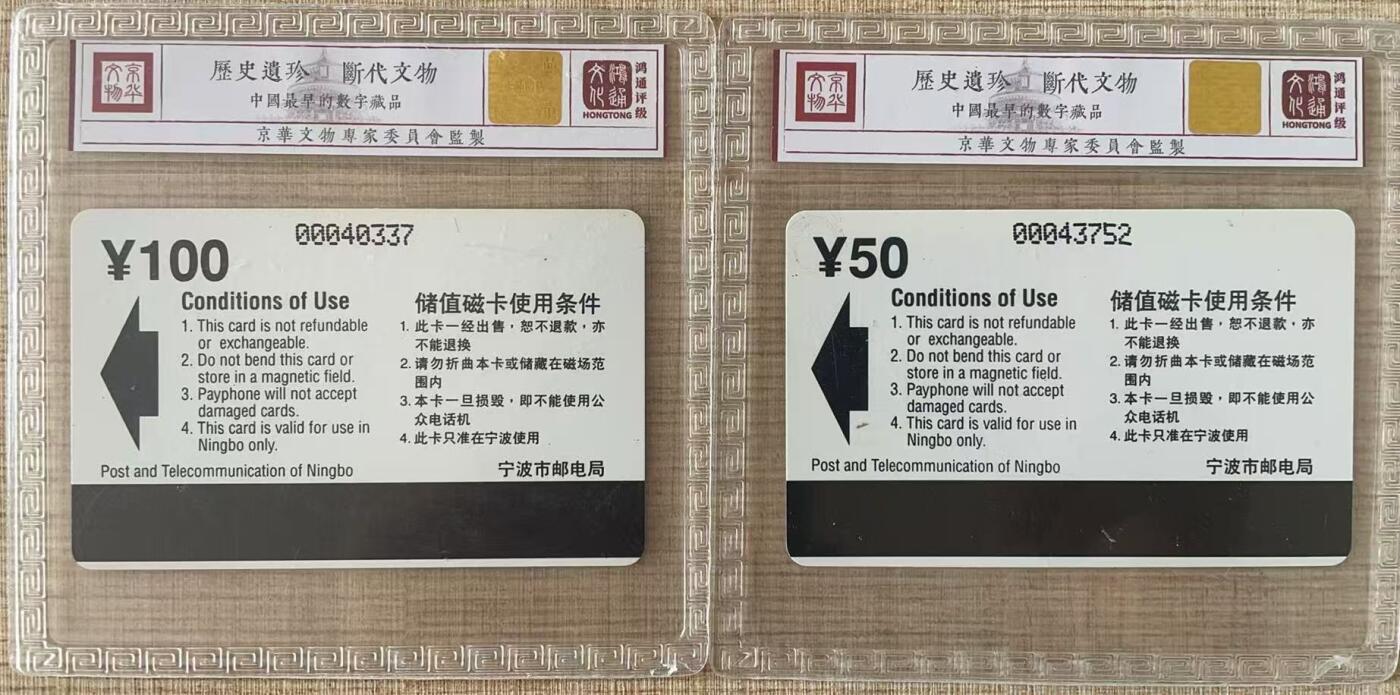 京华
文物
歷史遺珍 斷代文物
中國最早的數字藏品
京華文物專家委員會監製
鴻通
文化
HONGTONG
鸿通评级
¥100
00040337
Conditions of Use
1. This card is not refundable
or exchangeable.
2. Do not bend this card or
store in a magnetic field.
3. Payphone will not accept
damaged cards.
4. This card is valid for use in
Ningbo only.
Post and Telecommunication of Ningbo
储值磁卡使用条件
1. 此卡一经出售，恕不退款，亦
不能退换
2. 请勿折曲本卡或储藏在磁场范
围内
3. 本卡一旦损毁，即不能使用公
众电话机
4. 此卡只准在宁波使用
宁波市邮电局
京华
文物
歷史遺珍 斷代文物
中國最早的數字藏品
京華文物專家委員會監製
鴻通
文化
HONGTONG
鸿通评级
¥50
00043752
Conditions of Use
1. This card is not refundable
or exchangeable.
2. Do not bend this card or
store in a magnetic field.
3. Payphone will not accept
damaged cards.
4. This card is valid for use in
Ningbo only.
Post and Telecommunication of Ningbo
储值磁卡使用条件
1. 此卡一经出售，恕不退款，亦
不能退换
2. 请勿折曲本卡或储藏在磁场范
围内
3. 本卡一旦损毁，即不能使用公
众电话机
4. 此卡只准在宁波使用
宁波市邮电局